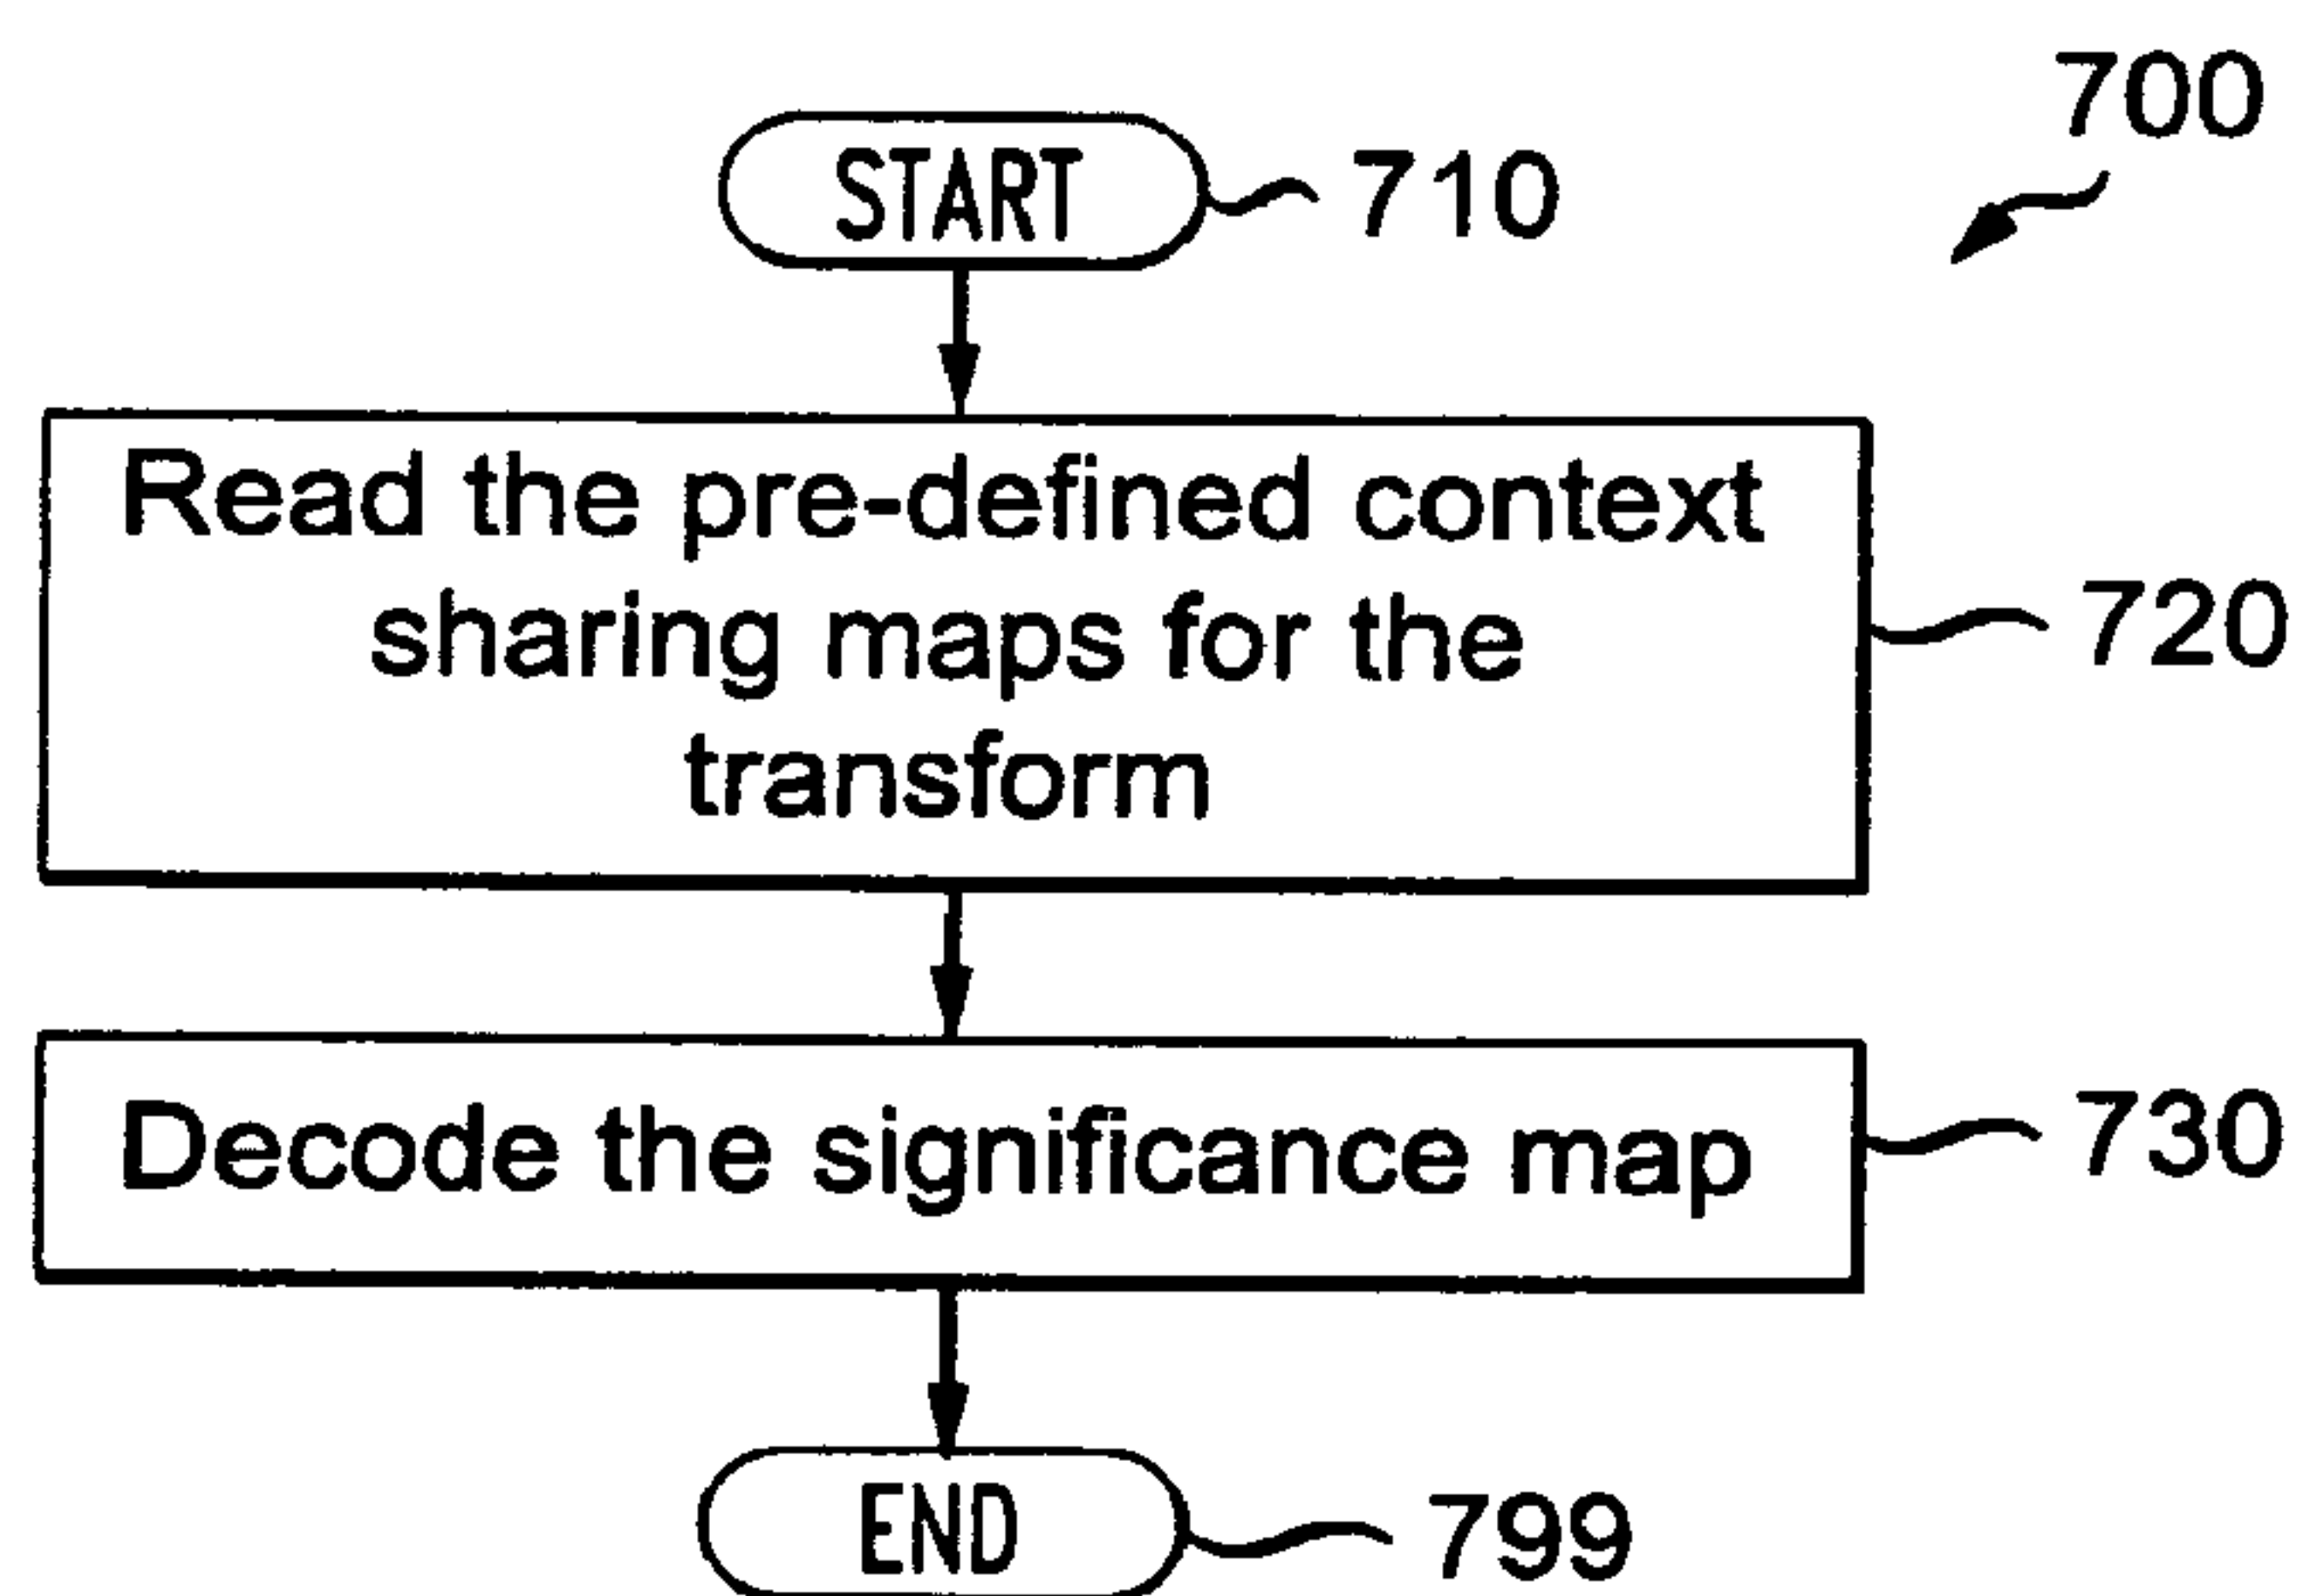 700
START
710
Read the pre-defined context
sharing maps for the
transform
720
Decode the significance map
730
END
799